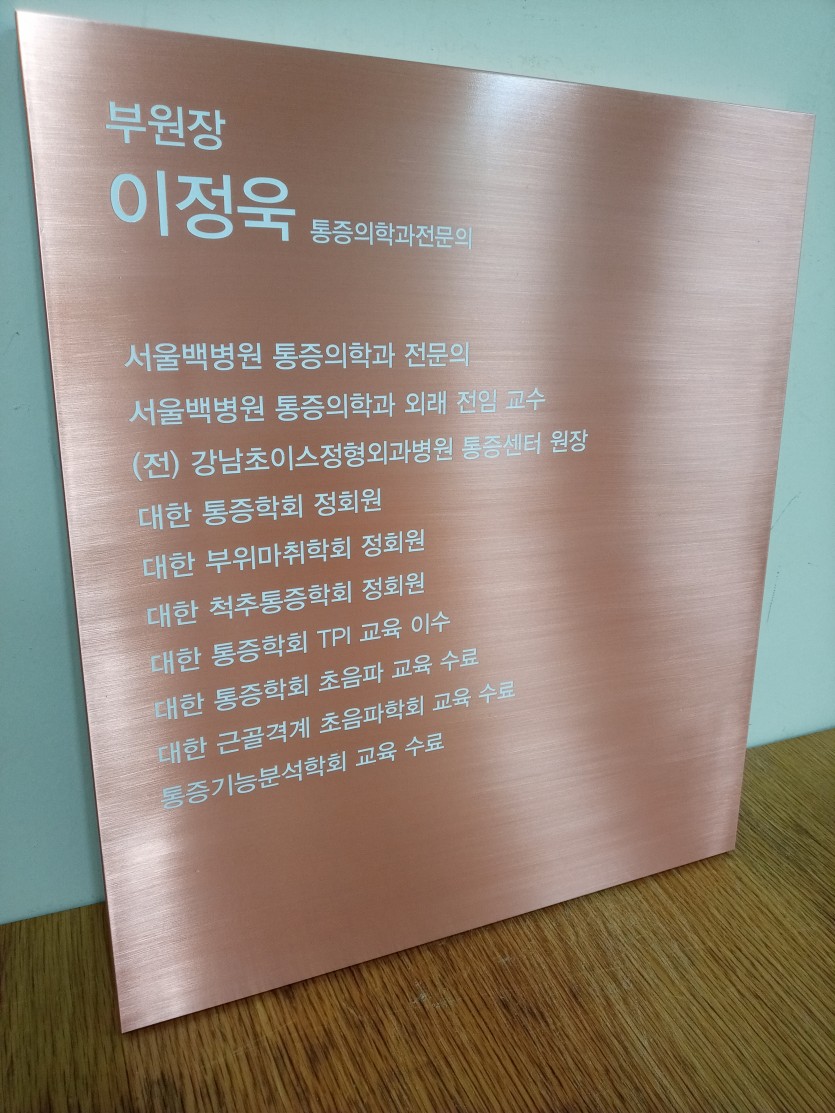 부원장
이정욱 통증의학과전문의
서울백병원 통증의학과 전문의
서울백병원 통증의학과 외래 전임 교수
(전) 강남초이스정형외과병원 통증센터 원장
대한 통증학회 정회원
대한 부위마취학회 정회원
대한 척추통증학회 정회원
대한 통증학회 TPI 교육 이수
대한 통증학회 초음파 교육 수료
대한 근골격계 초음파학회 교육 수료
통증기능분석학회 교육 수료